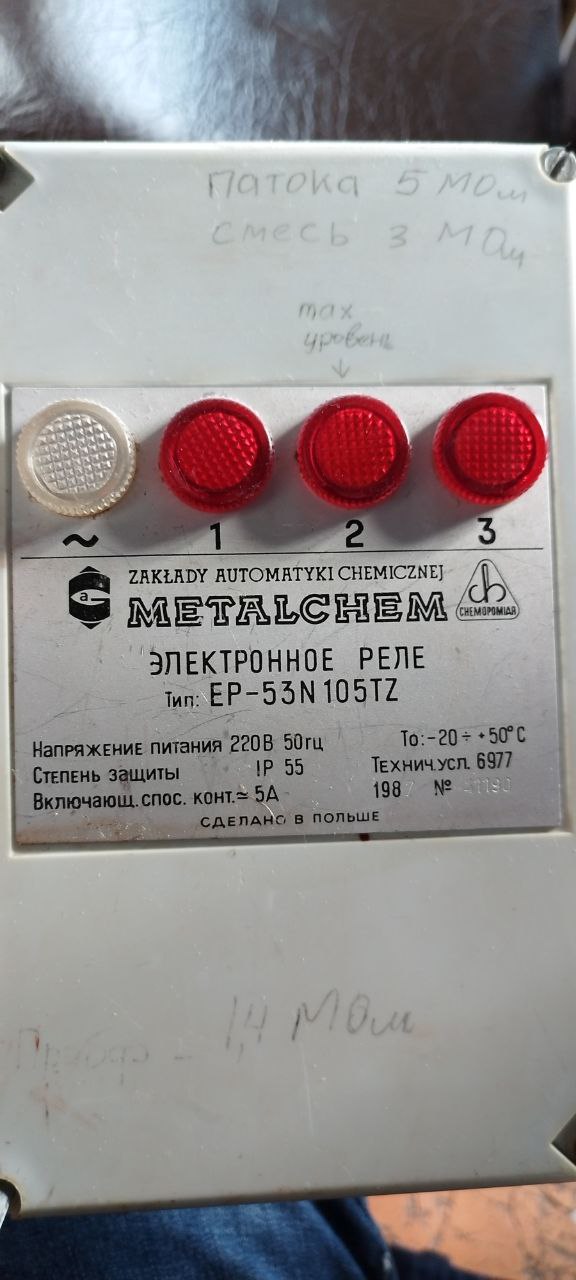 патока 5 МОм
смесь 3 МОм
max
уровень
~ 1 2 3
a
ZAKŁADY AUTOMATYKI CHEMICZNEJ
METALCHEM
ch
CHEMOPOMIAR
ЭЛЕКТРОННОЕ РЕЛЕ
Тип: EP-53N105TZ
Напряжение питания 220В 50гц То:-20 ÷ +50°С
Степень защиты IP 55 Технич.усл. 6977
Включающ. спос. конт. ≃ 5А 198 №
СДЕЛАНО В ПОЛЬШЕ
1,4 МОм